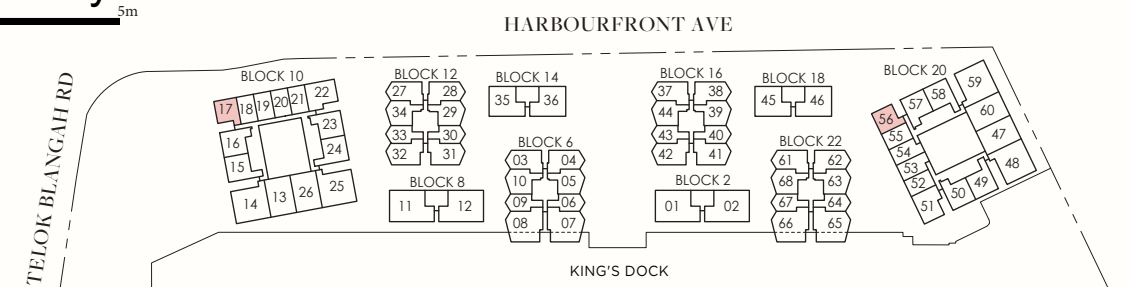 y
5m
HARBOURFRONT AVE
TELOK BLANGAH RD
BLOCK 10
17 18 19 20 21 22
16 23
15 24
14 13 26 25
BLOCK 12
27 28
34 29
33 30
32 31
BLOCK 14
35 36
BLOCK 6
03 04
10 05
09 06
08 07
BLOCK 8
11 12
BLOCK 16
37 38
44 39
43 40
42 41
BLOCK 18
45 46
BLOCK 2
01 02
BLOCK 22
61 62
68 63
67 64
66 65
BLOCK 20
56 57 58 59
55 60
54 47
53 48
52 49
51 50
KING'S DOCK